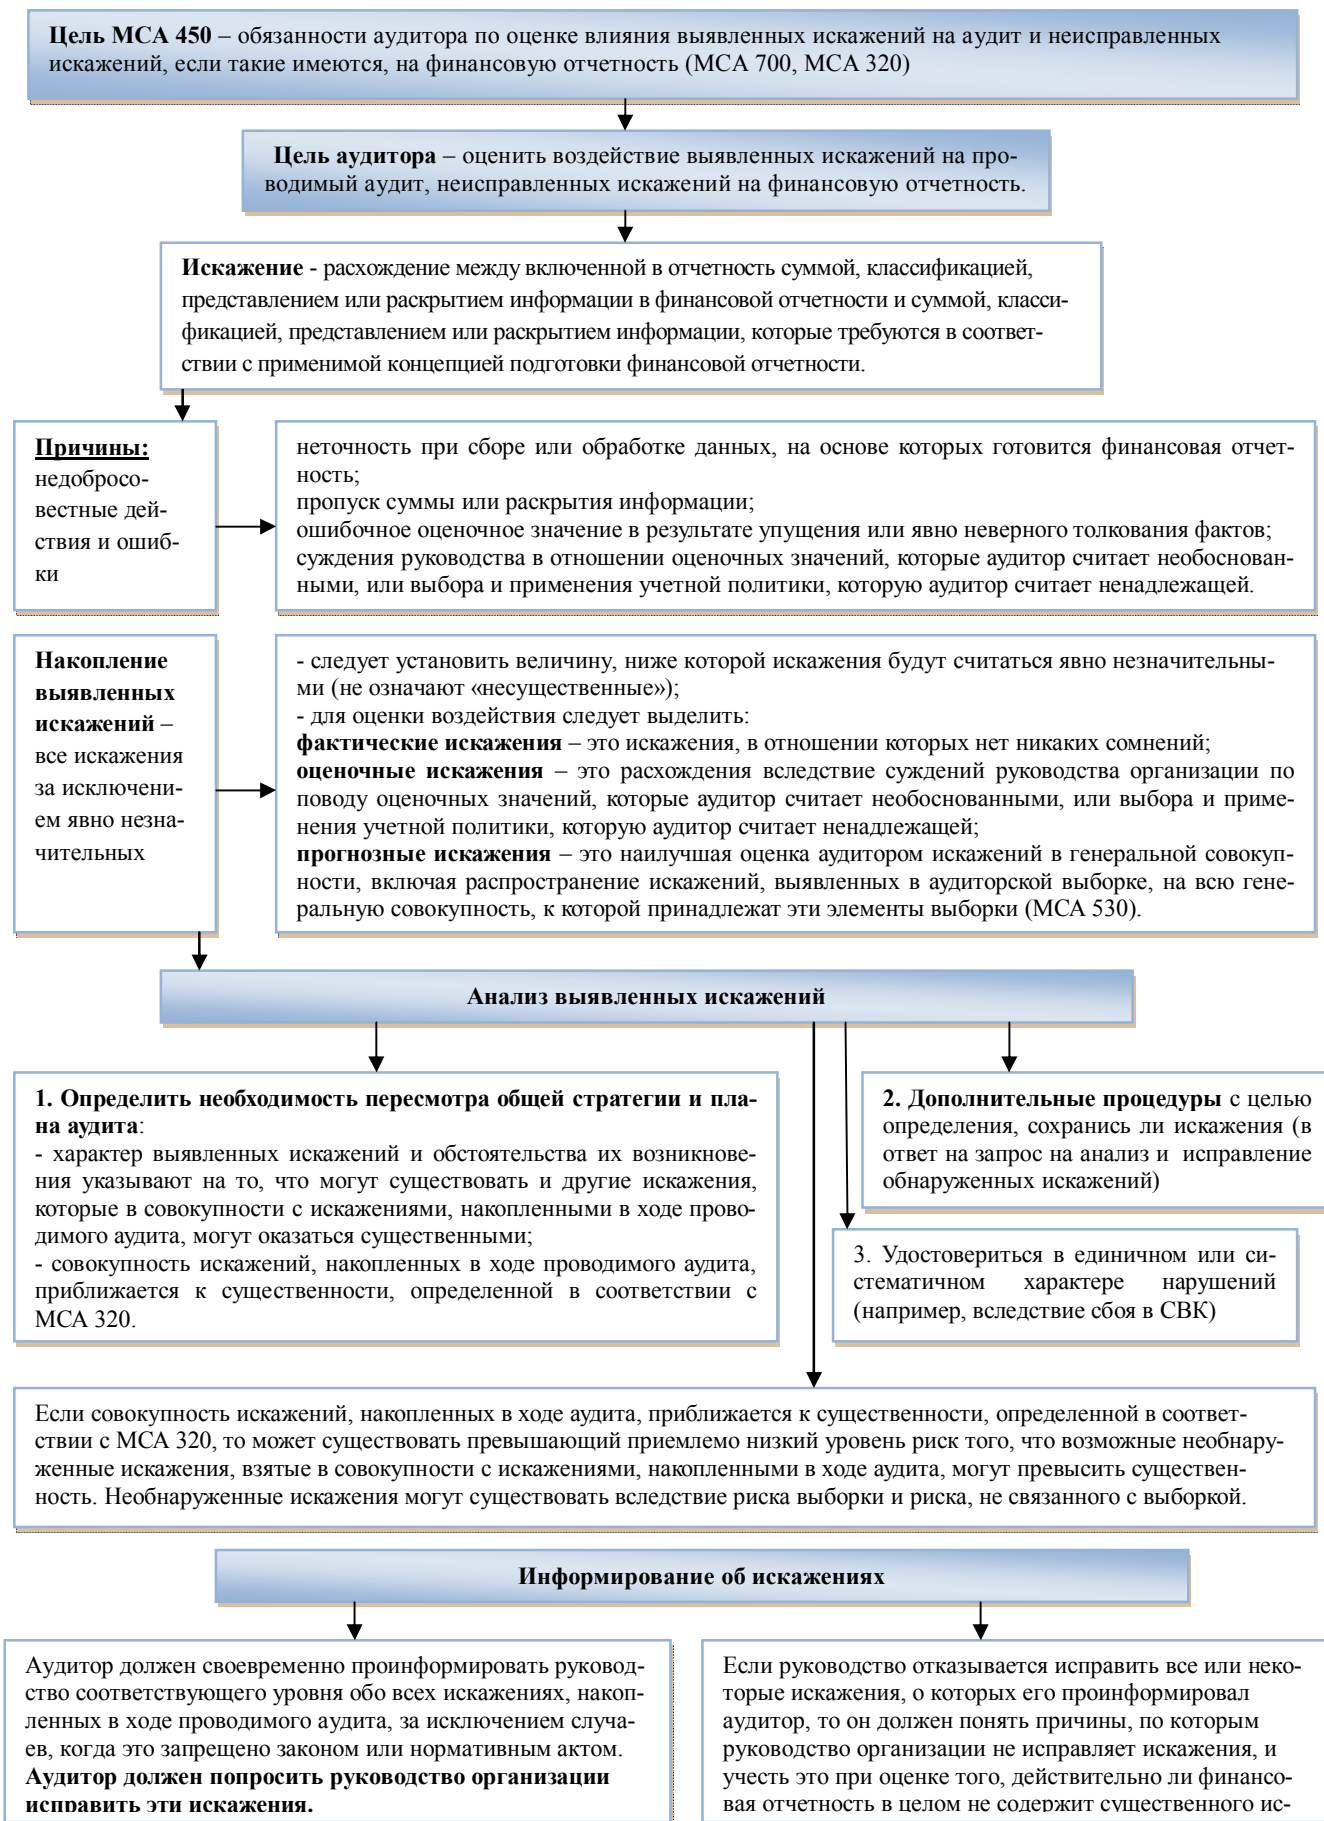 Цель МСА 450 – обязанности аудитора по оценке влияния выявленных искажений на аудит и неисправленных
искажений, если такие имеются, на финансовую отчетность (МСА 700, МСА 320)
Цель аудитора – оценить воздействие выявленных искажений на про-
водимый аудит, неисправленных искажений на финансовую отчетность.
Искажение - расхождение между включенной в отчетность суммой, классификацией,
представлением или раскрытием информации в финансовой отчетности и суммой, класси-
фикацией, представлением или раскрытием информации, которые требуются в соответ-
ствии с применимой концепцией подготовки финансовой отчетности.
Причины:
недобросо-
вестные дей-
ствия и ошиб-
ки
неточность при сборе или обработке данных, на основе которых готовится финансовая отчет-
ность;
пропуск суммы или раскрытия информации;
ошибочное оценочное значение в результате упущения или явно неверного толкования фактов;
суждения руководства в отношении оценочных значений, которые аудитор считает необоснован-
ными, или выбора и применения учетной политики, которую аудитор считает ненадлежащей.
Накопление
выявленных
искажений –
все искажения
за исключени-
ем явно незна-
чительных
- следует установить величину, ниже которой искажения будут считаться явно незначительны-
ми (не означают «несущественные»);
- для оценки воздействия следует выделить:
фактические искажения – это искажения, в отношении которых нет никаких сомнений;
оценочные искажения – это расхождения вследствие суждений руководства организации по
поводу оценочных значений, которые аудитор считает необоснованными, или выбора и приме-
нения учетной политики, которую аудитор считает ненадлежащей;
прогнозные искажения – это наилучшая оценка аудитором искажений в генеральной совокуп-
ности, включая распространение искажений, выявленных в аудиторской выборке, на всю гене-
ральную совокупность, к которой принадлежат эти элементы выборки (МСА 530).
Анализ выявленных искажений
1. Определить необходимость пересмотра общей стратегии и пла-
на аудита:
- характер выявленных искажений и обстоятельства их возникнове-
ния указывают на то, что могут существовать и другие искажения,
которые в совокупности с искажениями, накопленными в ходе прово-
димого аудита, могут оказаться существенными;
- совокупность искажений, накопленных в ходе проводимого аудита,
приближается к существенности, определенной в соответствии с
МСА 320.
2. Дополнительные процедуры с целью
определения, сохранись ли искажения (в
ответ на запрос на анализ и исправление
обнаруженных искажений)
3. Удостовериться в единичном или си-
стематичном характере нарушений
(например, вследствие сбоя в СВК)
Если совокупность искажений, накопленных в ходе аудита, приближается к существенности, определенной в соответ-
ствии с МСА 320, то может существовать превышающий приемлемо низкий уровень риск того, что возможные необнару-
женные искажения, взятые в совокупности с искажениями, накопленными в ходе аудита, могут превысить существен-
ность. Необнаруженные искажения могут существовать вследствие риска выборки и риска, не связанного с выборкой.
Информирование об искажениях
Аудитор должен своевременно проинформировать руковод-
ство соответствующего уровня обо всех искажениях, накоп-
ленных в ходе проводимого аудита, за исключением случа-
ев, когда это запрещено законом или нормативным актом.
Аудитор должен попросить руководство организации
исправить эти искажения.
Если руководство отказывается исправить все или неко-
торые искажения, о которых его проинформировал
аудитор, то он должен понять причины, по которым
руководство организации не исправляет искажения, и
учесть это при оценке того, действительно ли финансо-
вая отчетность в целом не содержит существенного ис-